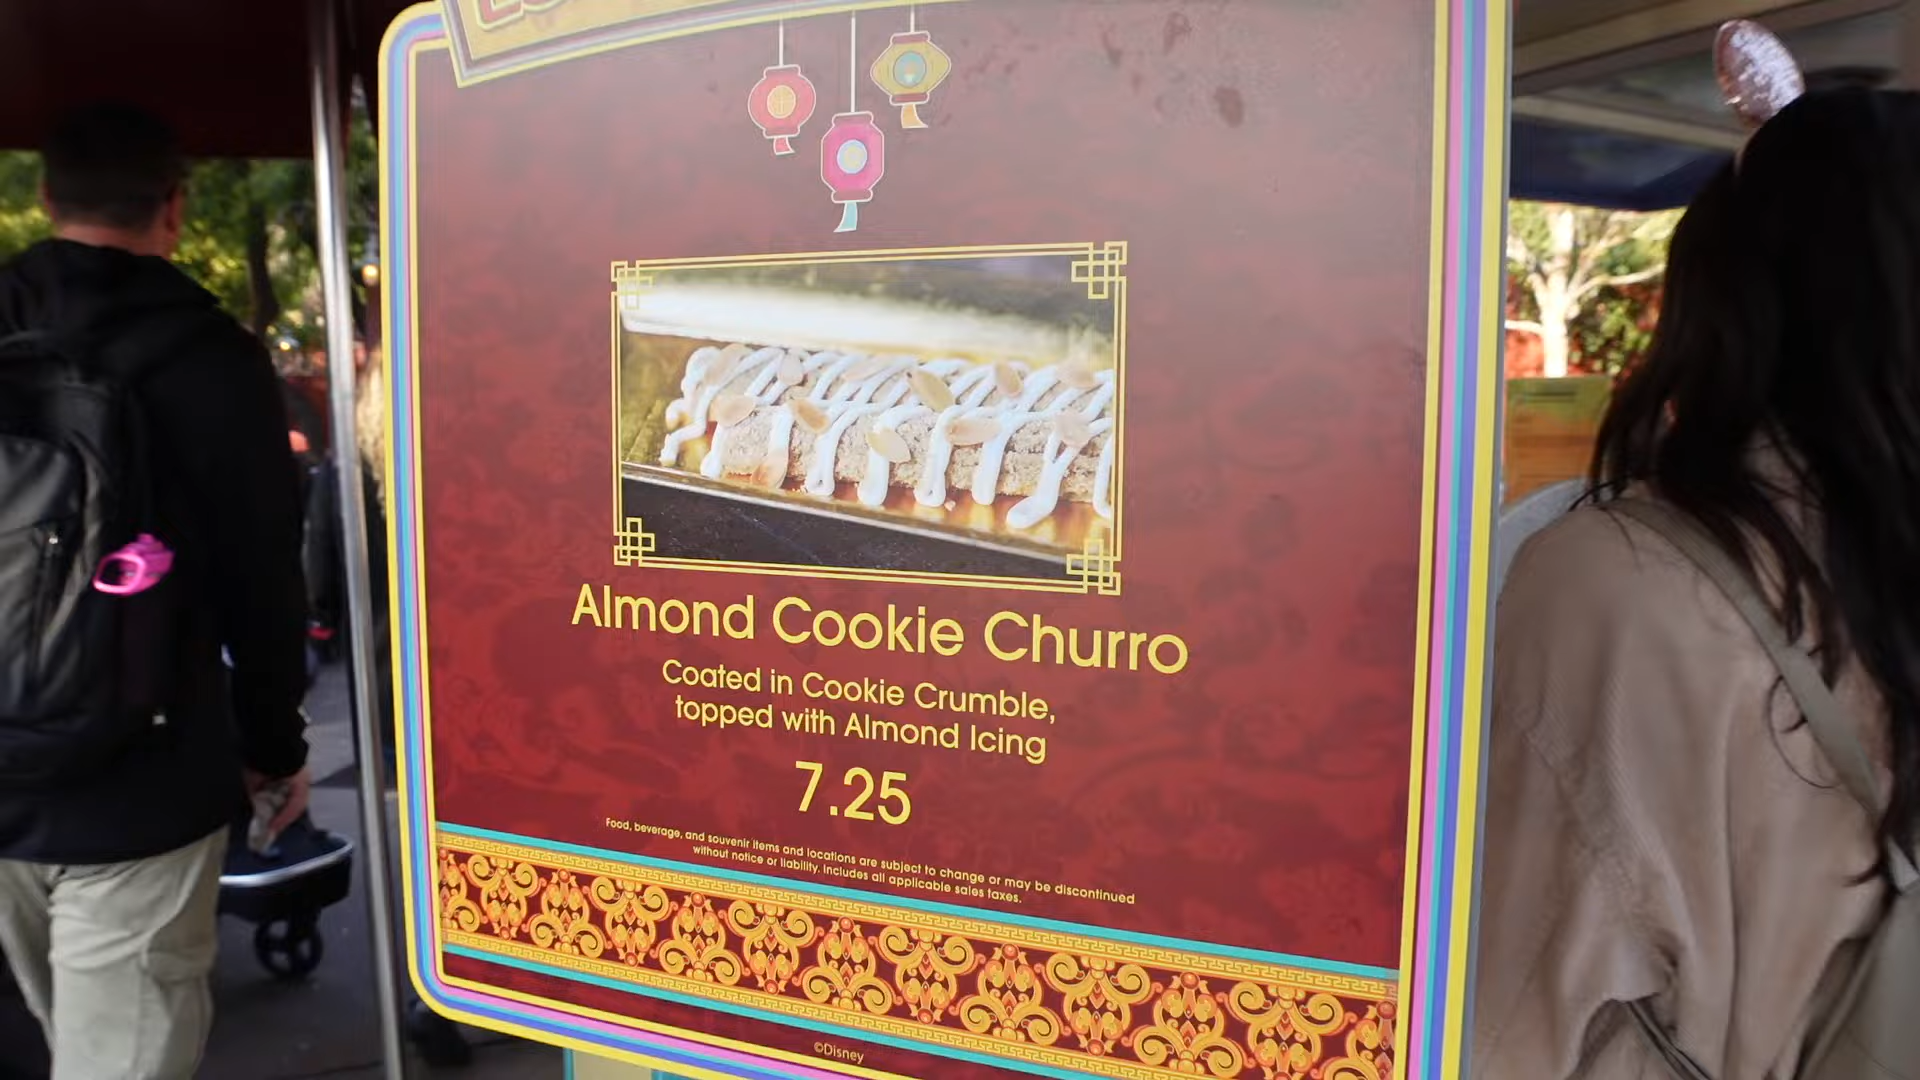 Almond Cookie Churro
Coated in Cookie Crumble,
topped with Almond Icing
7.25
Food, beverage, and souvenir items and locations are subject to change or may be discontinued
without notice or liability. Includes all applicable sales taxes.
©Disney